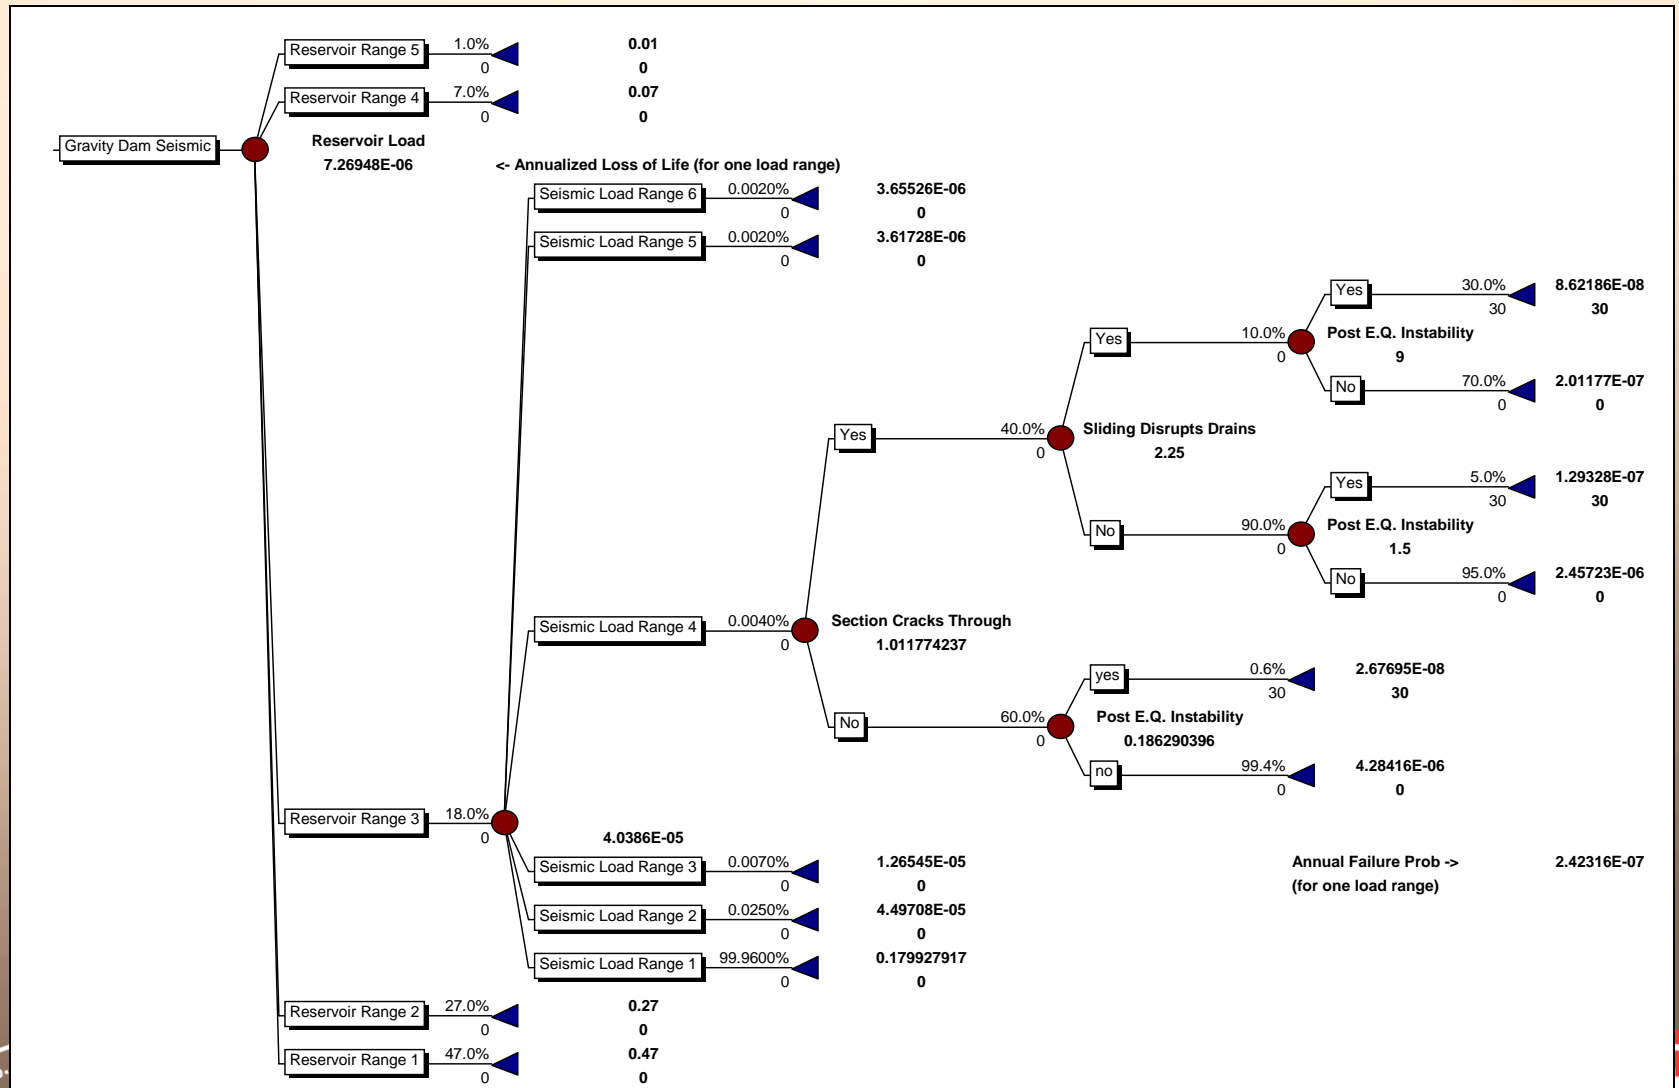 Reservoir Range 5 1.0% 0.01
0 0
Reservoir Range 4 7.0% 0.07
0 0
Gravity Dam Seismic
Reservoir Load
7.26948E-06
<- Annualized Loss of Life (for one load range)
Seismic Load Range 6 0.0020% 3.65526E-06
0 0
Seismic Load Range 5 0.0020% 3.61728E-06
0 0
Yes 30.0% 8.62186E-08
30 30
Yes 10.0% Post E.Q. Instability
0 9
No 70.0% 2.01177E-07
0 0
Yes 40.0% Sliding Disrupts Drains
0 2.25
Yes 5.0% 1.29328E-07
30 30
No 90.0% Post E.Q. Instability
0 1.5
No 95.0% 2.45723E-06
0 0
Seismic Load Range 4 0.0040% Section Cracks Through
0 1.011774237
yes 0.6% 2.67695E-08
30 30
No 60.0% Post E.Q. Instability
0 0.186290396
no 99.4% 4.28416E-06
0 0
Reservoir Range 3 18.0%
0 4.0386E-05
Seismic Load Range 3 0.0070% 1.26545E-05
0 0
Annual Failure Prob -> 2.42316E-07
(for one load range)
Seismic Load Range 2 0.0250% 4.49708E-05
0 0
Seismic Load Range 1 99.9600% 0.179927917
0 0
Reservoir Range 2 27.0% 0.27
0 0
Reservoir Range 1 47.0% 0.47
0 0